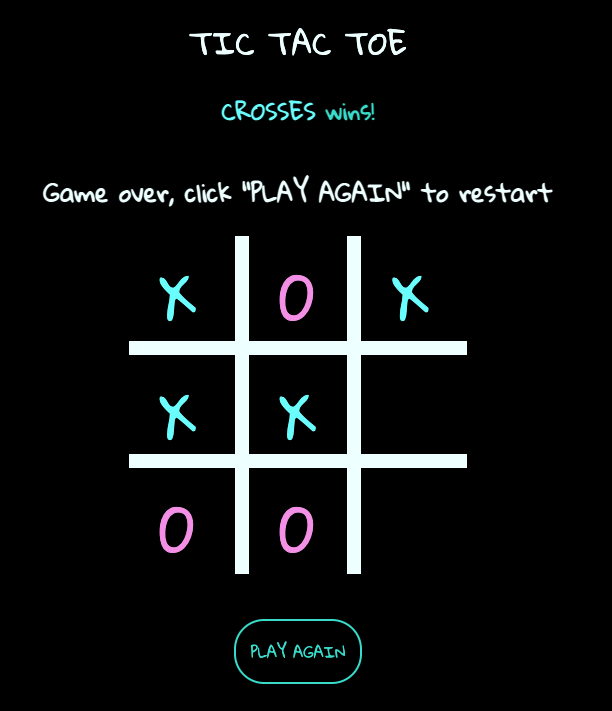 TIC TAC TOE
CROSSES wins!
Game over, click "PLAY AGAIN" to restart
X O X
X X
O O
PLAY AGAIN